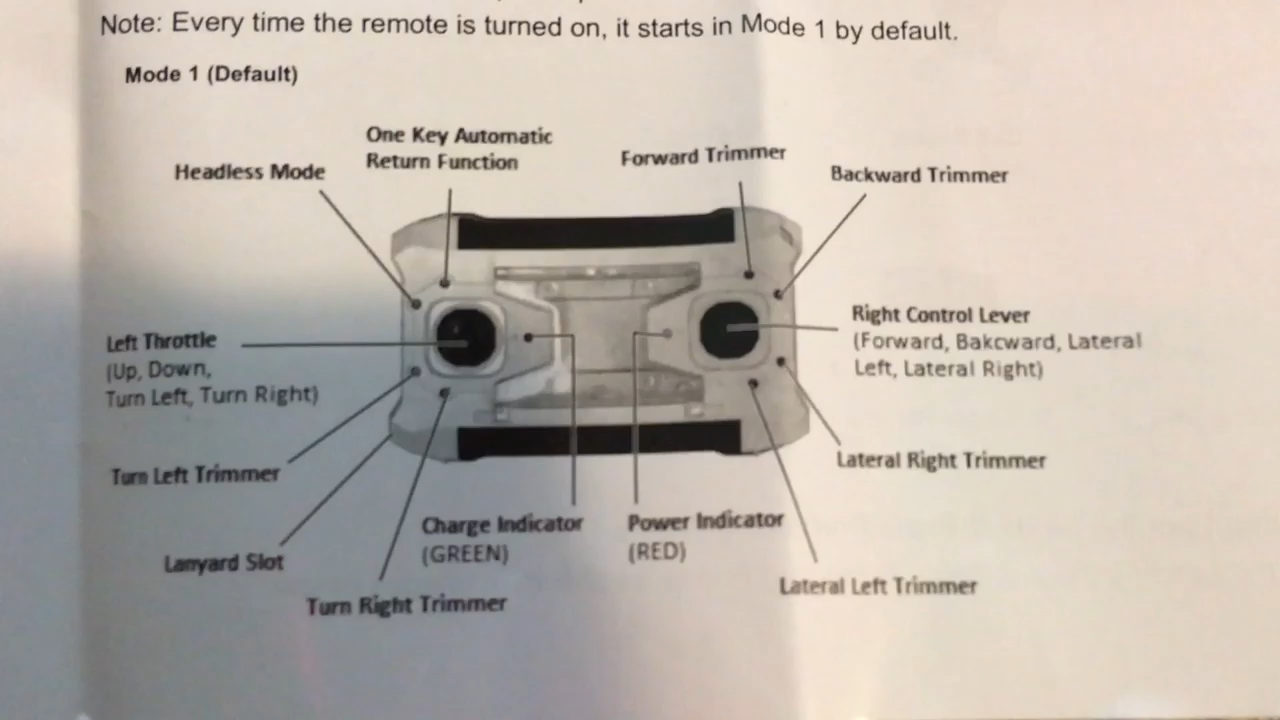 Note: Every time the remote is turned on, it starts in Mode 1 by default.
Mode 1 (Default)
One Key Automatic
Return Function
Headless Mode
Forward Trimmer
Backward Trimmer
Left Throttle
(Up, Down,
Turn Left, Turn Right)
Right Control Lever
(Forward, Bakcward, Lateral
Left, Lateral Right)
Turn Left Trimmer
Lateral Right Trimmer
Charge Indicator
(GREEN)
Power Indicator
(RED)
Lanyard Slot
Turn Right Trimmer
Lateral Left Trimmer